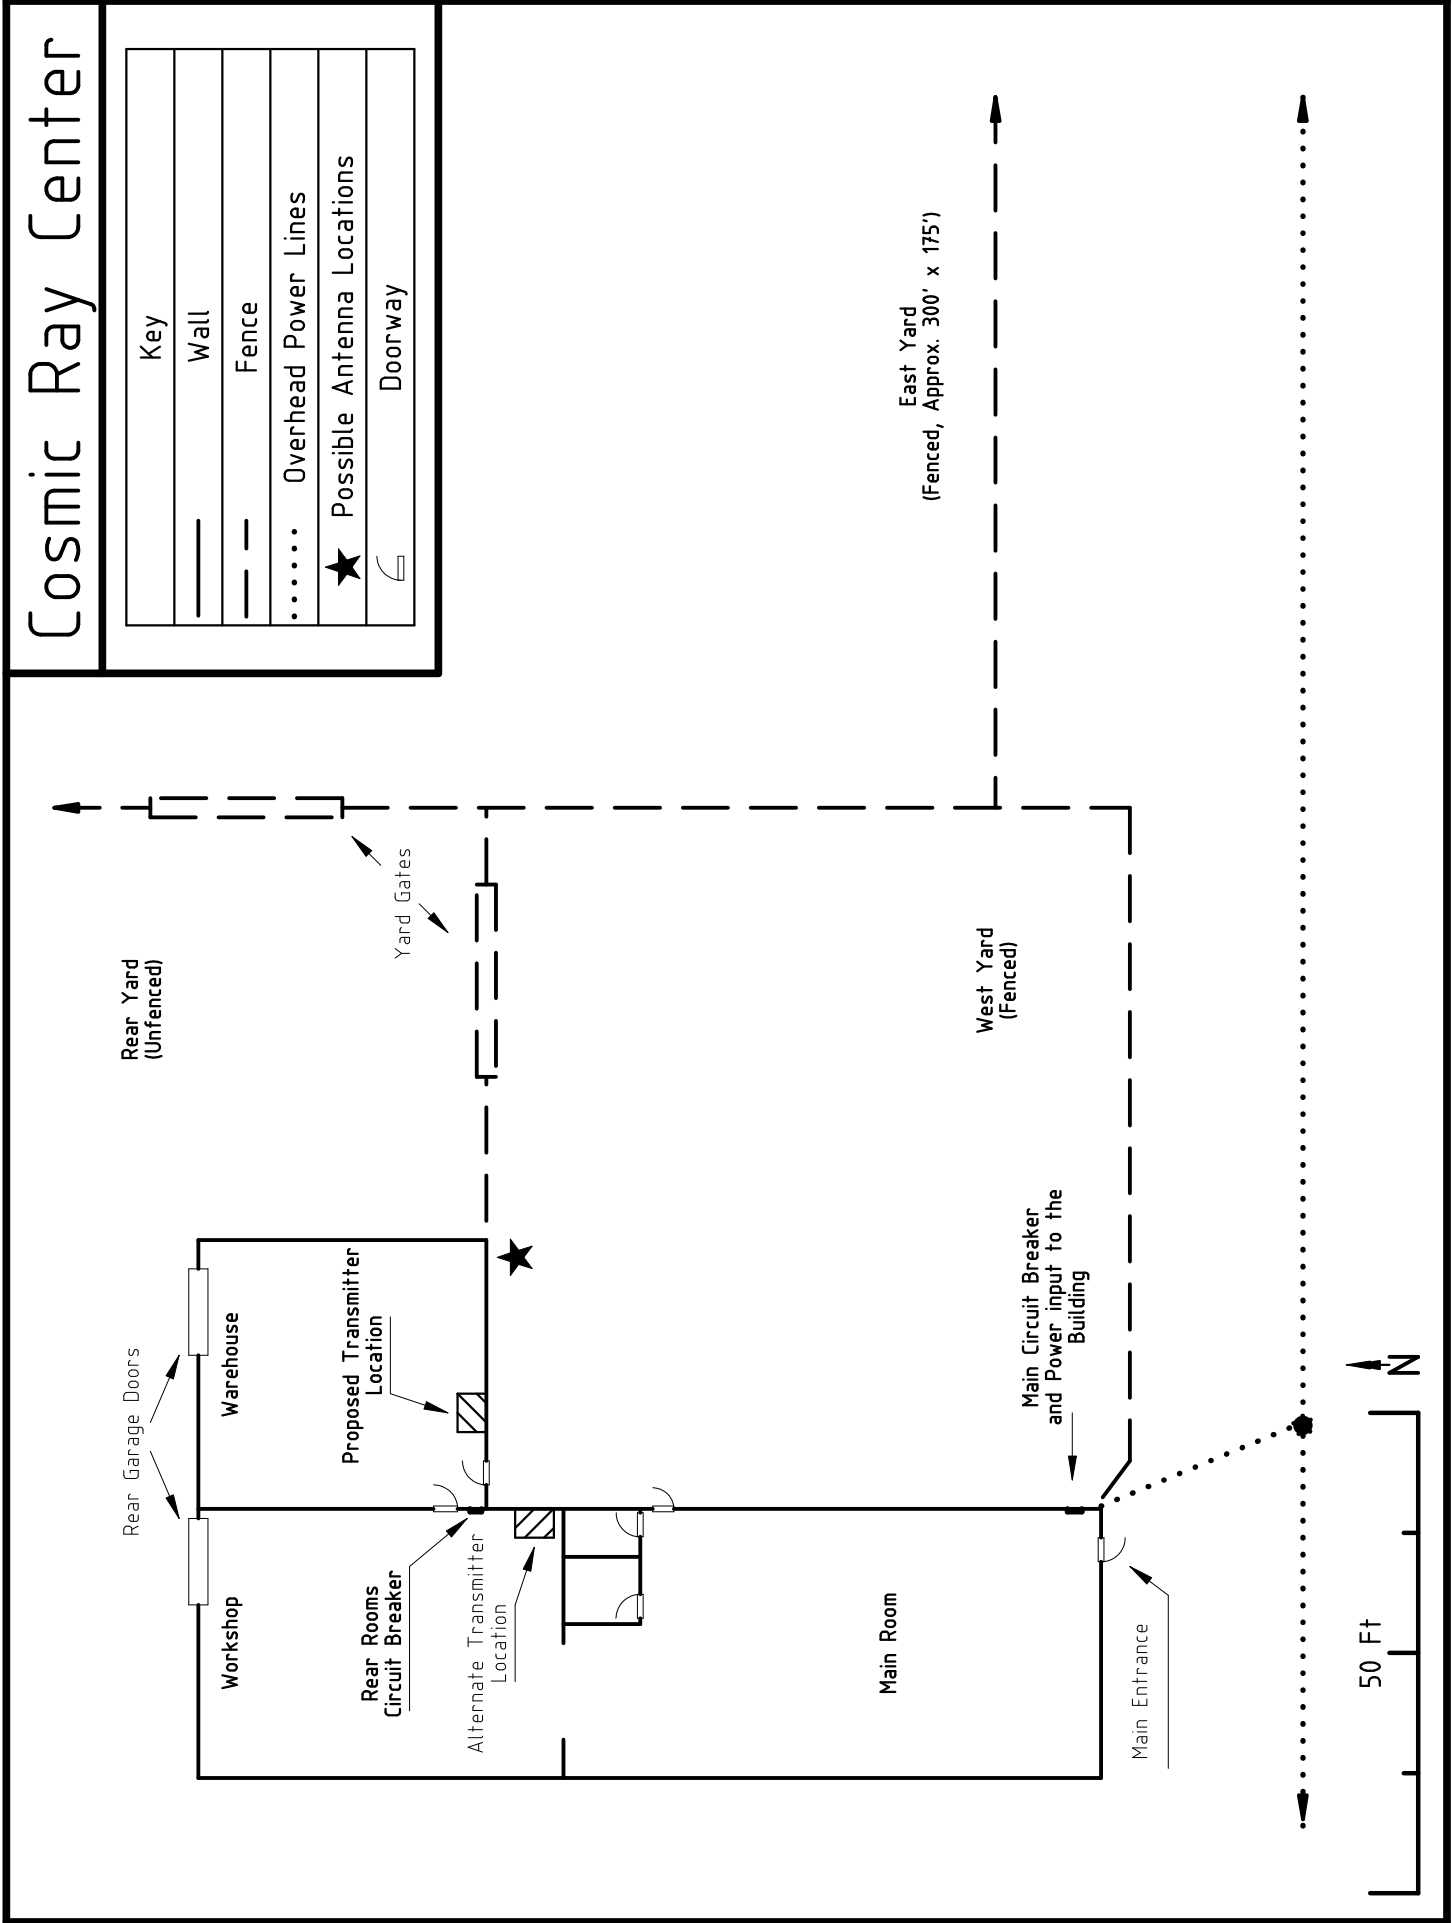 Cosmic Ray Center
Key
Wall
Fence
Overhead Power Lines
Possible Antenna Locations
Doorway
Rear Garage Doors
Workshop
Warehouse
Rear Yard
(Unfenced)
Yard Gates
Proposed Transmitter
Location
Rear Rooms
Circuit Breaker
Alternate Transmitter
Location
East Yard
(Fenced, Approx. 300' x 175')
Main Room
West Yard
(Fenced)
Main Circuit Breaker
and Power input to the
Building
Main Entrance
50 Ft
N